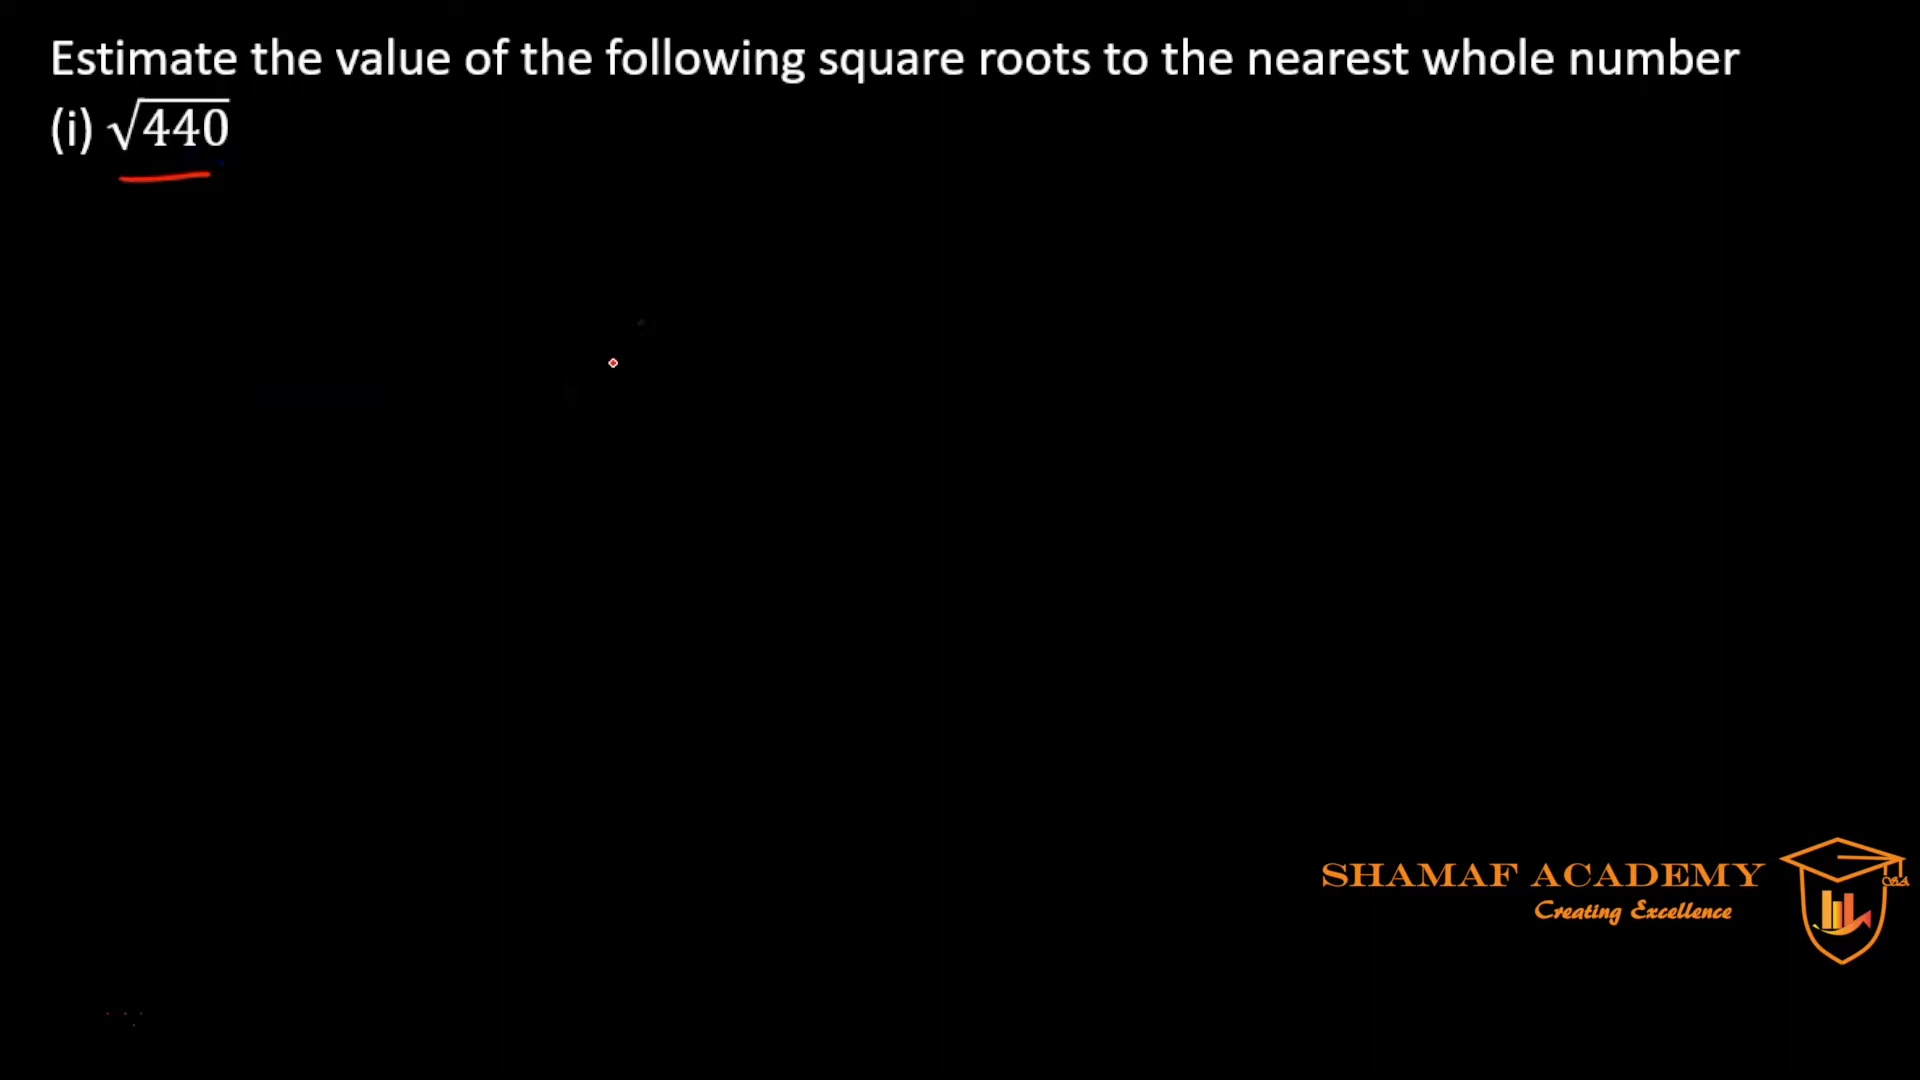 Estimate the value of the following square roots to the nearest whole number
(i) √440
SHAMAF ACADEMY
Creating Excellence